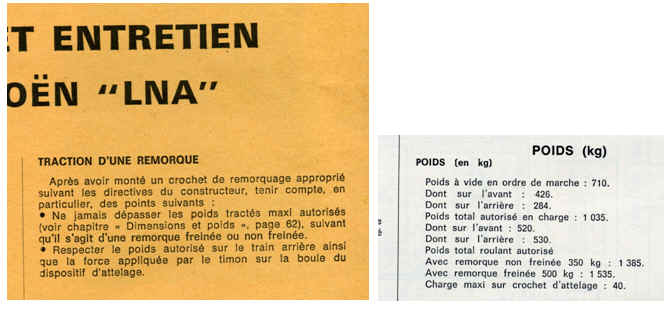 ET ENTRETIEN
OËN "LNA"
TRACTION D'UNE REMORQUE
Après avoir monté un crochet de remorquage approprié
suivant les directives du constructeur, tenir compte, en
particulier, des points suivants :
• Ne jamais dépasser les poids tractés maxi autorisés
(voir chapitre « Dimensions et poids », page 62), suivant
qu'il s'agit d'une remorque freinée ou non freinée.
• Respecter le poids autorisé sur le train arrière ainsi
que la force appliquée par le timon sur la boule du
dispositif d'attelage.
POIDS (kg)
POIDS (en kg)
Poids à vide en ordre de marche : 710.
Dont sur l'avant : 426.
Dont sur l'arrière : 284.
Poids total autorisé en charge : 1 035.
Dont sur l'avant : 520.
Dont sur l'arrière : 530.
Poids total roulant autorisé
Avec remorque non freinée 350 kg : 1 385.
Avec remorque freinée 500 kg : 1 535.
Charge maxi sur crochet d'attelage : 40.